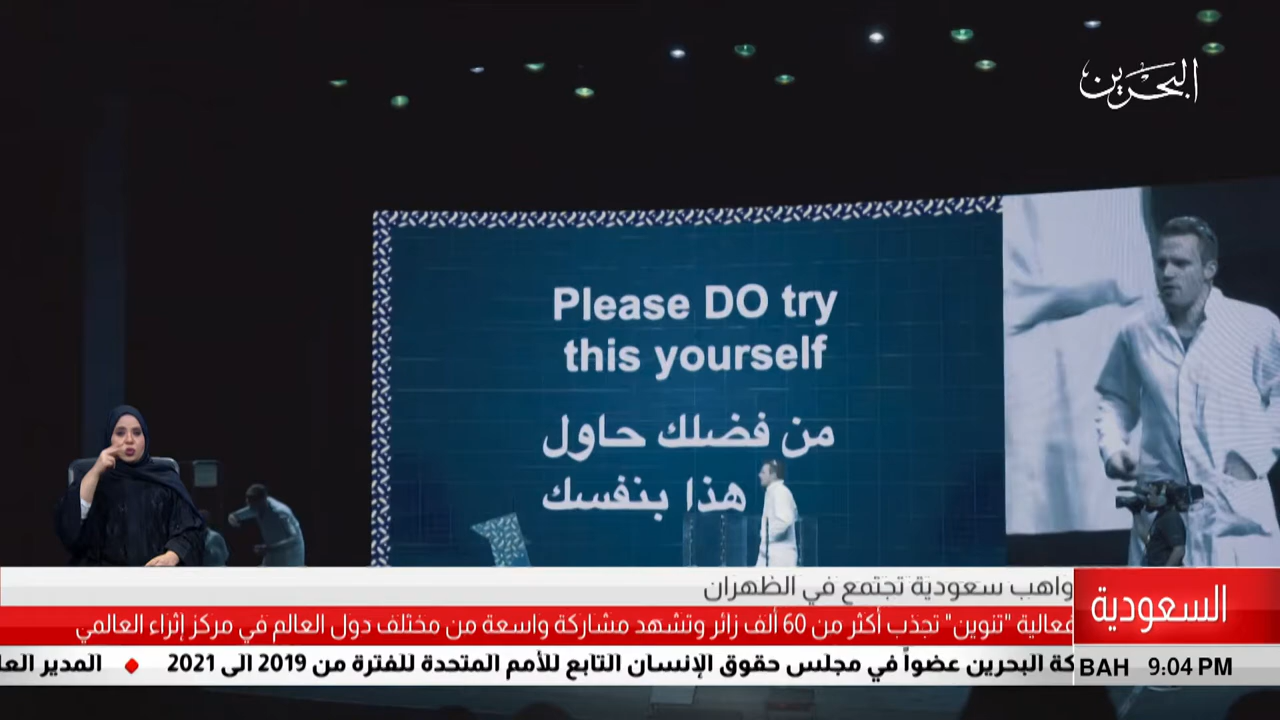 البحرين
Please DO try
this yourself
من فضلك حاول
هذا بنفسك
واهب سعودية تجتمع في الظهران
السعودية
فعالية "تنوين" تجذب أكثر من 60 ألف زائر وتشهد مشاركة واسعة من مختلف دول العالم في مركز إثراء العالمي
كة البحرين عضواً في مجلس حقوق الإنسان التابع للأمم المتحدة للفترة من 2019 الى 2021 ♦ المدير العا
BAH 9:04 PM